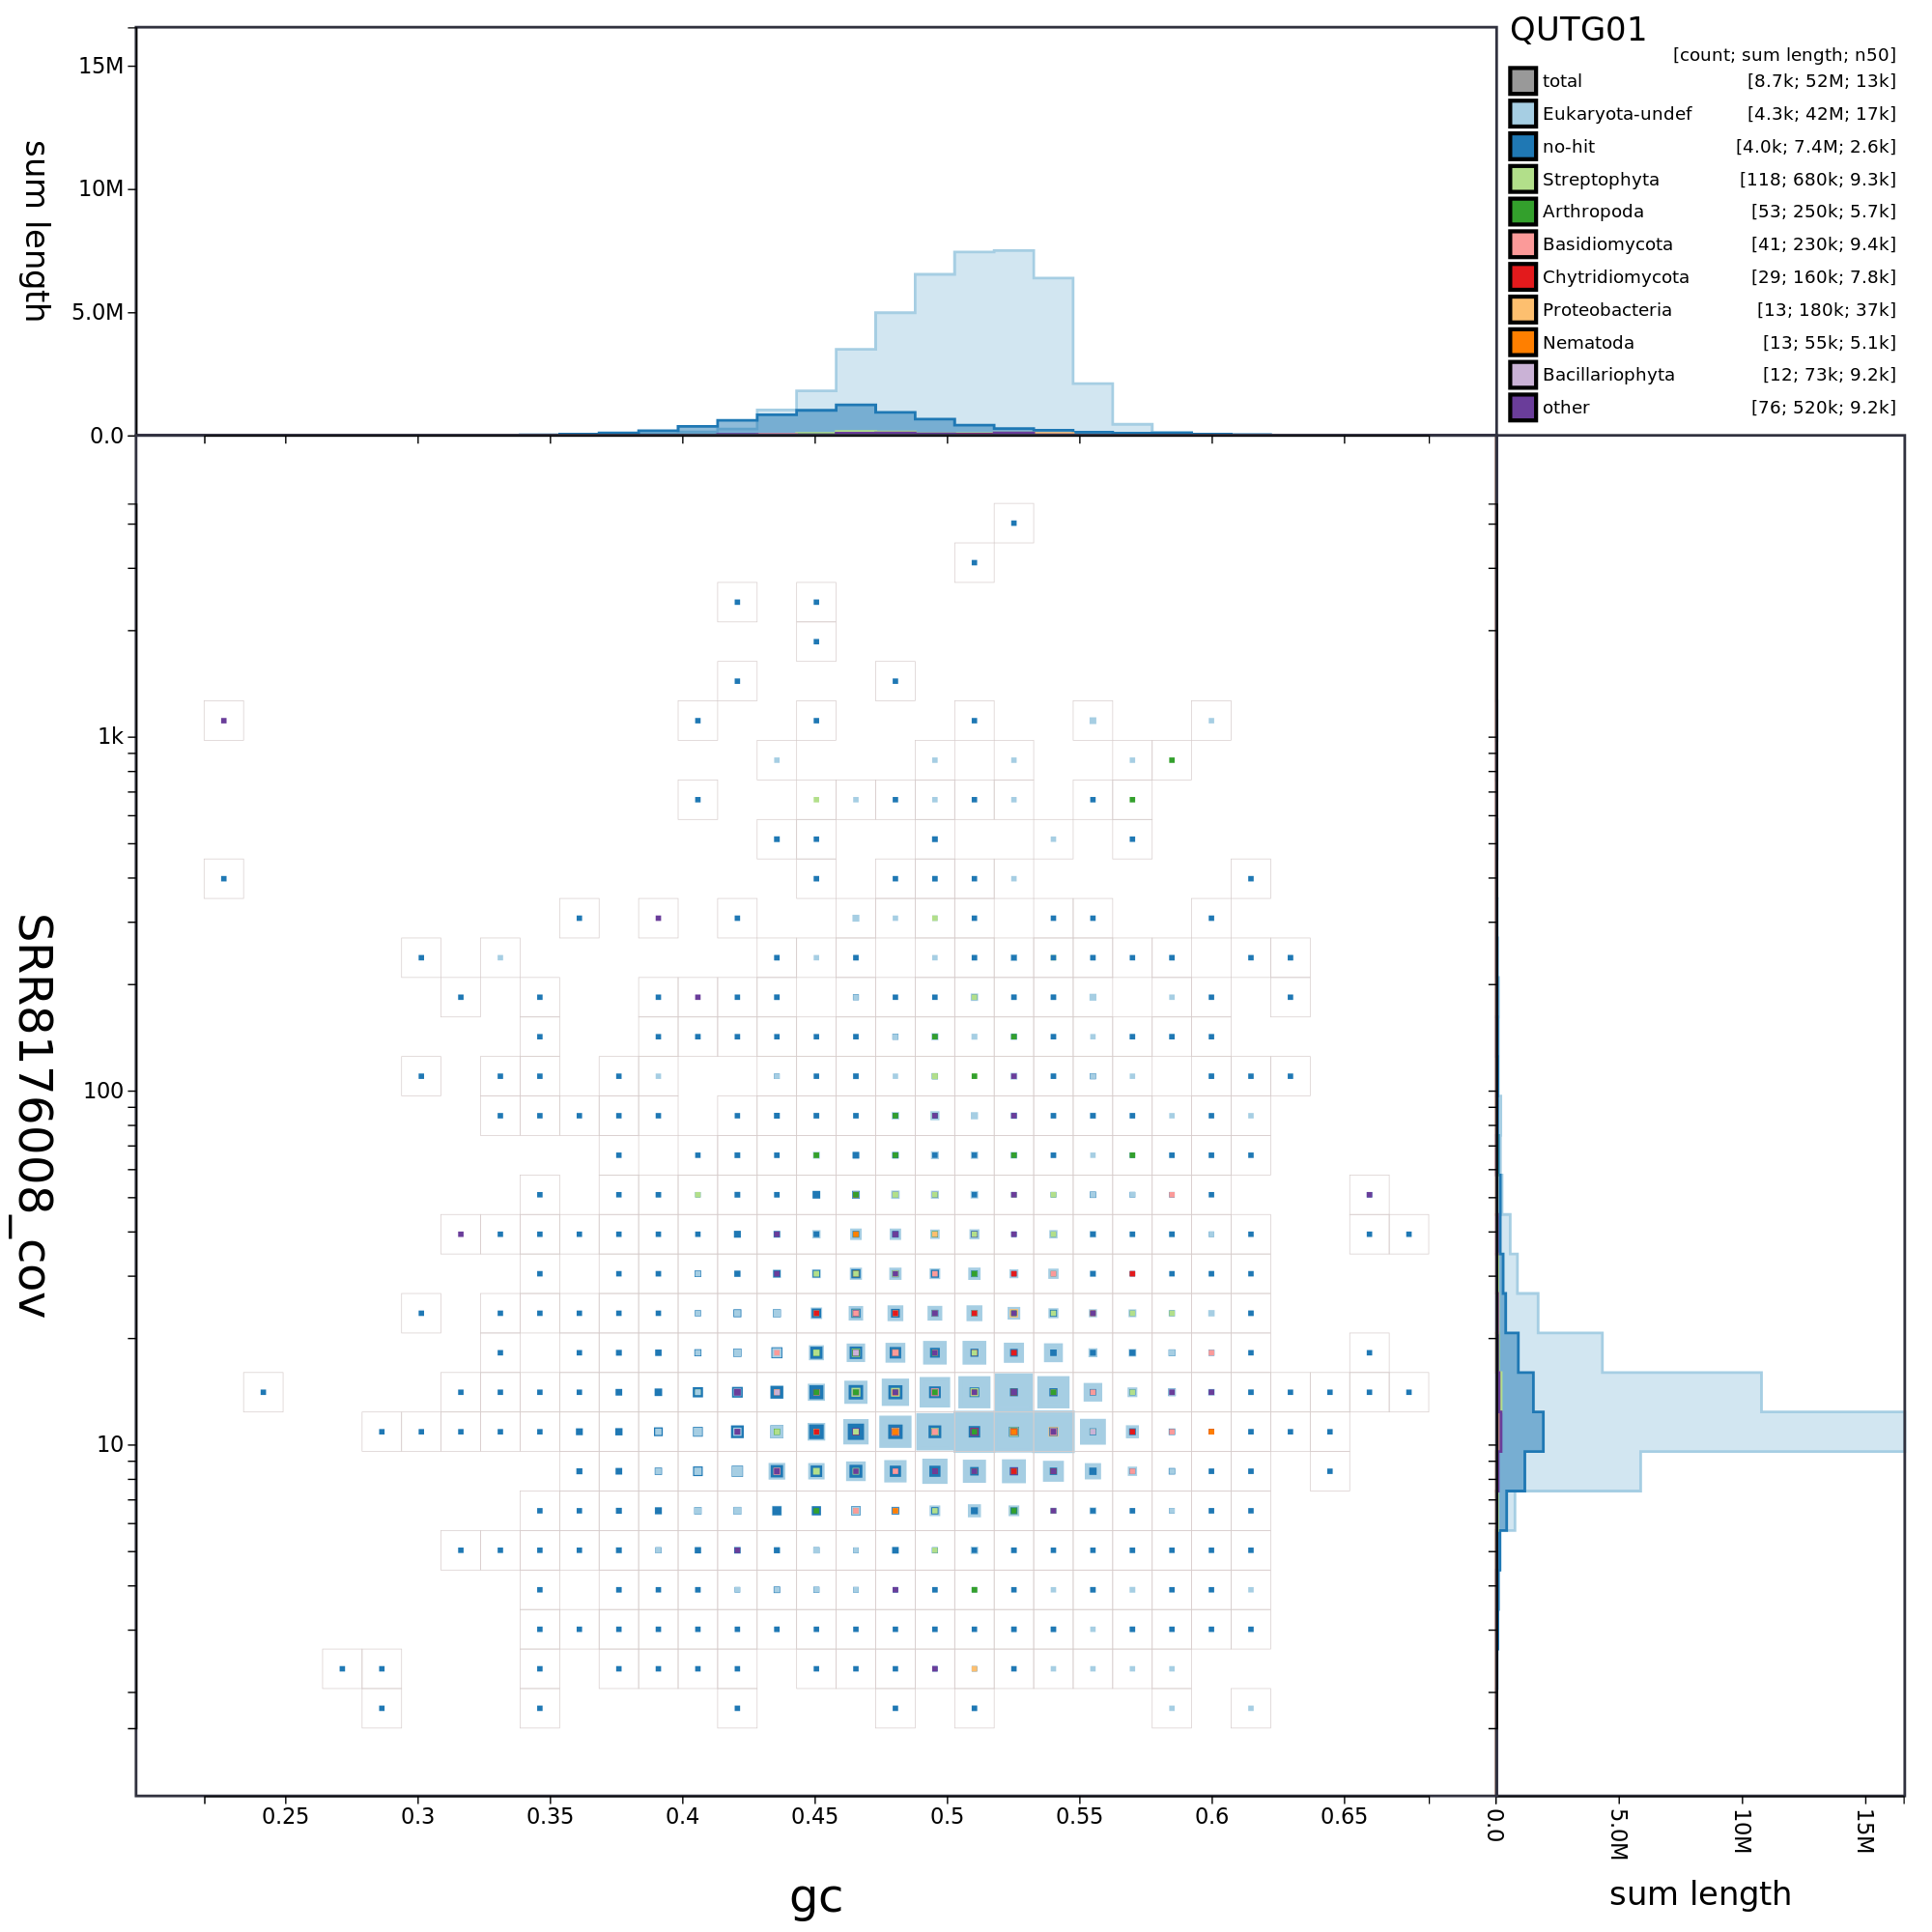 QUTG01
[count; sum length; n50]
total [8.7k; 52M; 13k]
Eukaryota-undef [4.3k; 42M; 17k]
no-hit [4.0k; 7.4M; 2.6k]
Streptophyta [118; 680k; 9.3k]
Arthropoda [53; 250k; 5.7k]
Basidiomycota [41; 230k; 9.4k]
Chytridiomycota [29; 160k; 7.8k]
Proteobacteria [13; 180k; 37k]
Nematoda [13; 55k; 5.1k]
Bacillariophyta [12; 73k; 9.2k]
other [76; 520k; 9.2k]
sum length
15M
10M
5.0M
0.0
SRR8176008_cov
1k
100
10
0.25 0.3 0.35 0.4 0.45 0.5 0.55 0.6 0.65
gc
0.0 5.0M 10M 15M
sum length